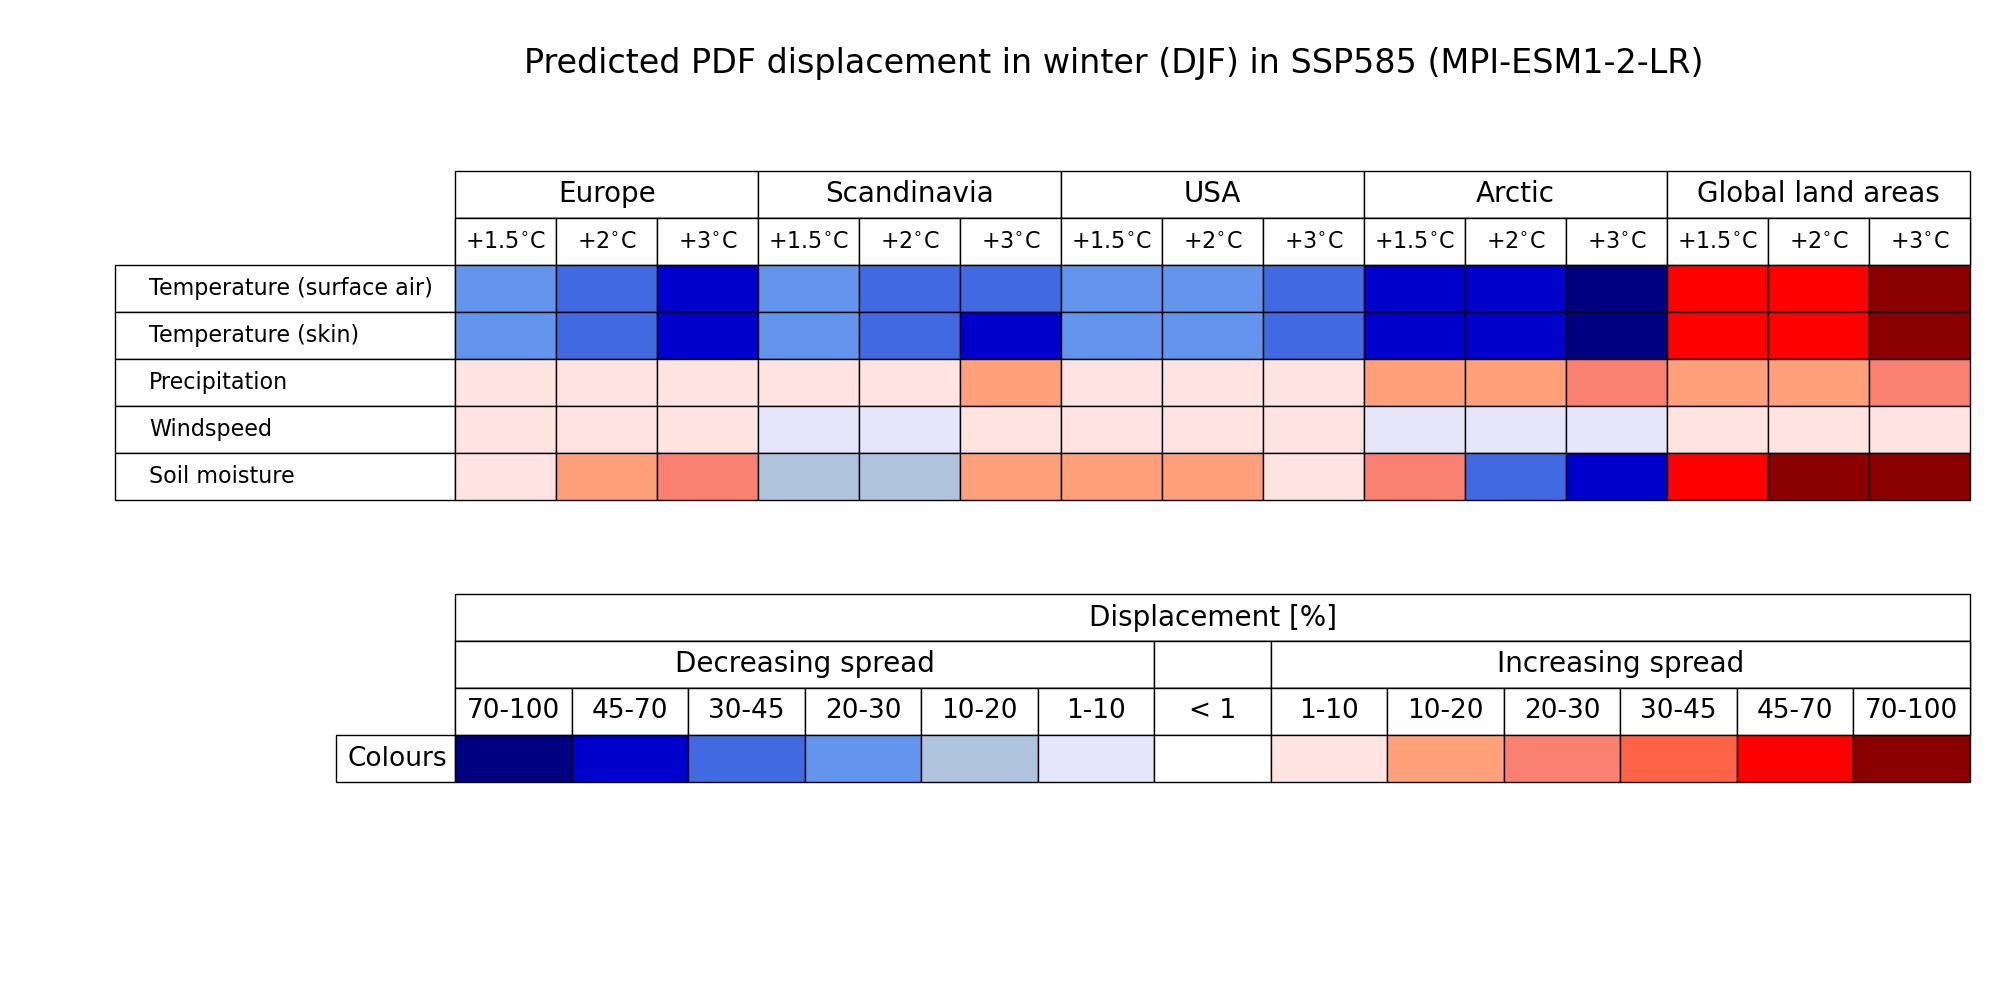 Predicted PDF displacement in winter (DJF) in SSP585 (MPI-ESM1-2-LR)
Europe Scandinavia USA Arctic Global land areas
+1.5°C +2°C +3°C +1.5°C +2°C +3°C +1.5°C +2°C +3°C +1.5°C +2°C +3°C +1.5°C +2°C +3°C
Temperature (surface air)
Temperature (skin)
Precipitation
Windspeed
Soil moisture
Displacement [%]
Decreasing spread Increasing spread
70-100 45-70 30-45 20-30 10-20 1-10 < 1 1-10 10-20 20-30 30-45 45-70 70-100
Colours